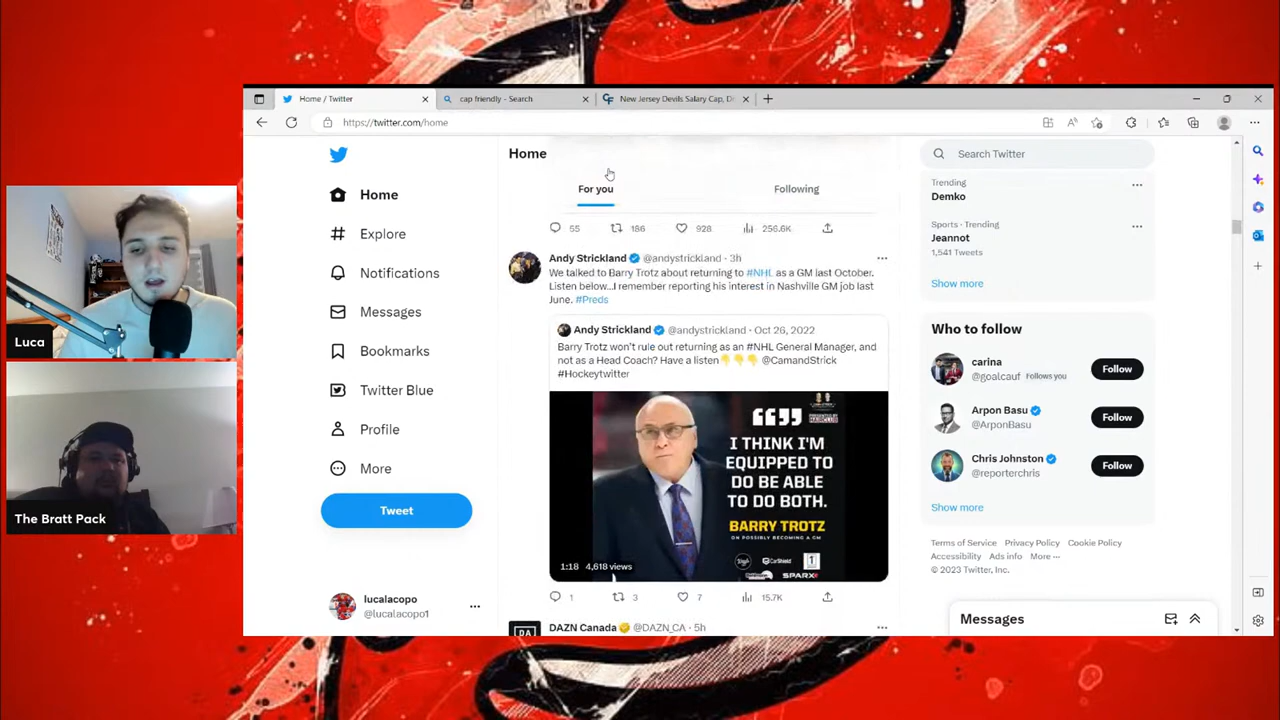 Home / Twitter
cap friendly - Search
New Jersey Devils Salary Cap, D
https://twitter.com/home
Home
For you
Following
55 186 928 256.6K
Home
Explore
Notifications
Messages
Bookmarks
Twitter Blue
Profile
More
Tweet
lucalacopo
@lucalacopo1
Andy Strickland @andystrickland · 3h
We talked to Barry Trotz about returning to #NHL as a GM last October.
Listen below...I remember reporting his interest in Nashville GM job last
June. #Preds
Andy Strickland @andystrickland · Oct 26, 2022
Barry Trotz won't rule out returning as an #NHL General Manager, and
not as a Head Coach? Have a listen👇👇👇 @CamandStrick
#Hockeytwitter
I THINK I'M
EQUIPPED TO
DO BE ABLE
TO DO BOTH.
BARRY TROTZ
ON POSSIBLY BECOMING A GM
CarShield
SPARX
1:18 4,618 views
1 3 7 15.7K
DAZN Canada @DAZN_CA · 5h
Search Twitter
Trending
Demko
Sports · Trending
Jeannot
1,541 Tweets
Show more
Who to follow
carina
@goalcauf Follows you
Follow
Arpon Basu
@ArponBasu
Follow
Chris Johnston
@reporterchris
Follow
Show more
Terms of Service Privacy Policy Cookie Policy
Accessibility Ads info More ···
© 2023 Twitter, Inc.
Messages
Luca
The Bratt Pack